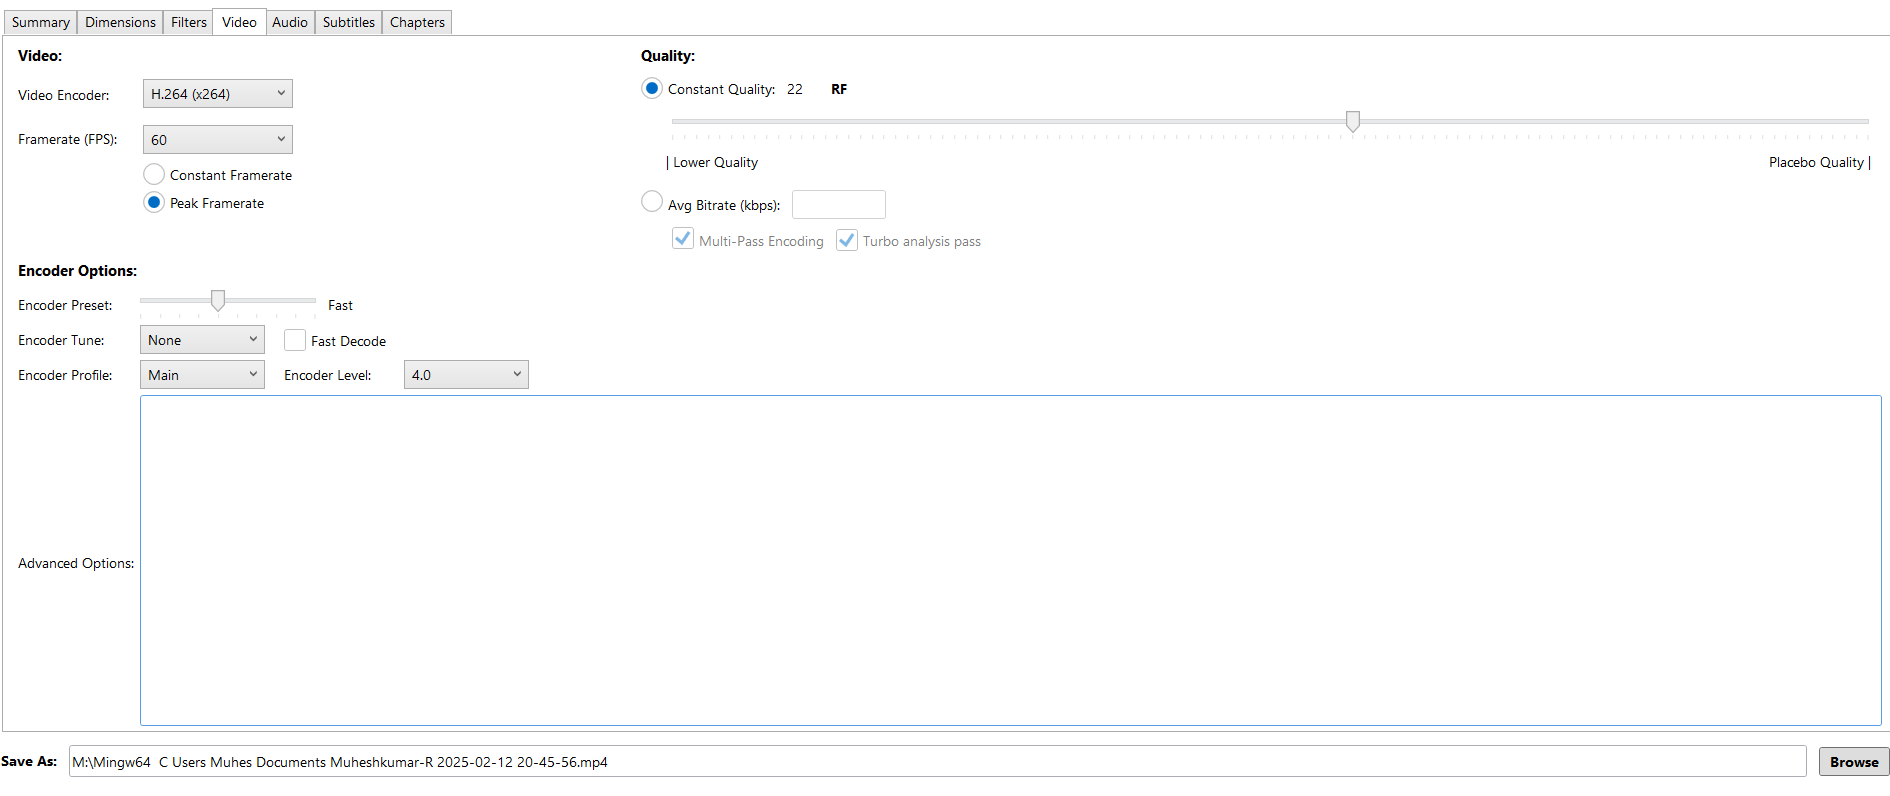 Summary Dimensions Filters Video Audio Subtitles Chapters
Video:
Video Encoder: H.264 (x264)
Framerate (FPS): 60
Constant Framerate
Peak Framerate
Quality:
Constant Quality: 22 RF
| Lower Quality Placebo Quality |
Avg Bitrate (kbps):
Multi-Pass Encoding Turbo analysis pass
Encoder Options:
Encoder Preset: Fast
Encoder Tune: None Fast Decode
Encoder Profile: Main Encoder Level: 4.0
Advanced Options:
Save As: M:\Mingw64  C Users Muhes Documents Muheshkumar-R 2025-02-12 20-45-56.mp4 Browse